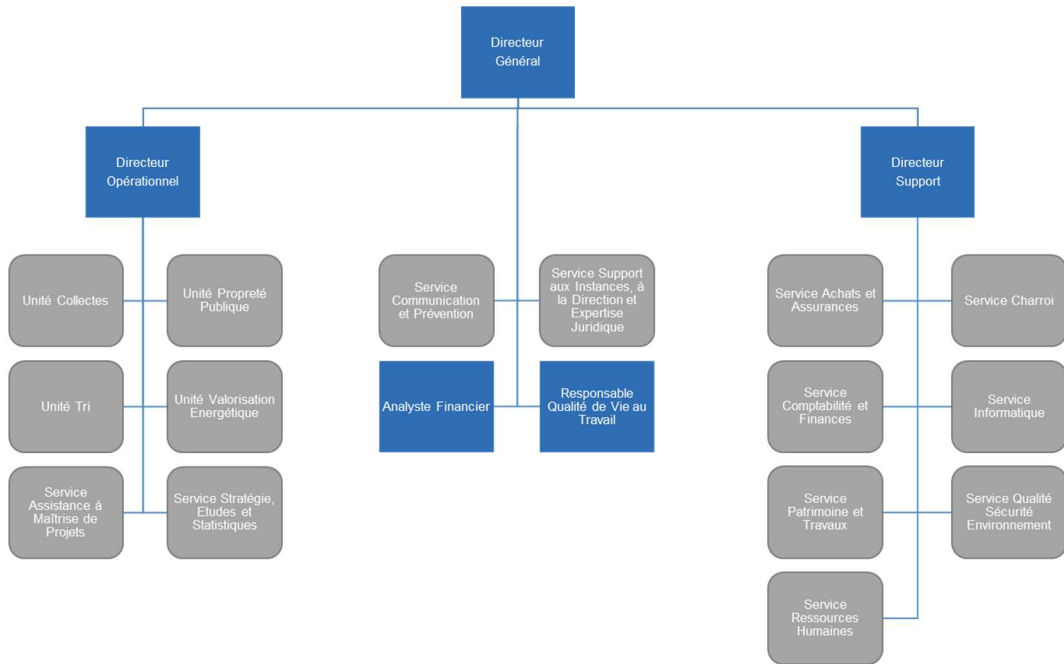 Directeur
Général
Directeur
Opérationnel
Directeur
Support
Unité Collectes
Unité Propreté
Publique
Service
Communication
et Prévention
Service Support
aux Instances, à
la Direction et
Expertise
Juridique
Service Achats et
Assurances
Service Charroi
Unité Tri
Unité Valorisation
Energétique
Analyste Financier
Responsable
Qualité de Vie au
Travail
Service
Comptabilité et
Finances
Service
Informatique
Service
Assistance à
Maîtrise de
Projets
Service Stratégie,
Etudes et
Statistiques
Service
Patrimoine et
Travaux
Service Qualité
Sécurité
Environnement
Service
Ressources
Humaines